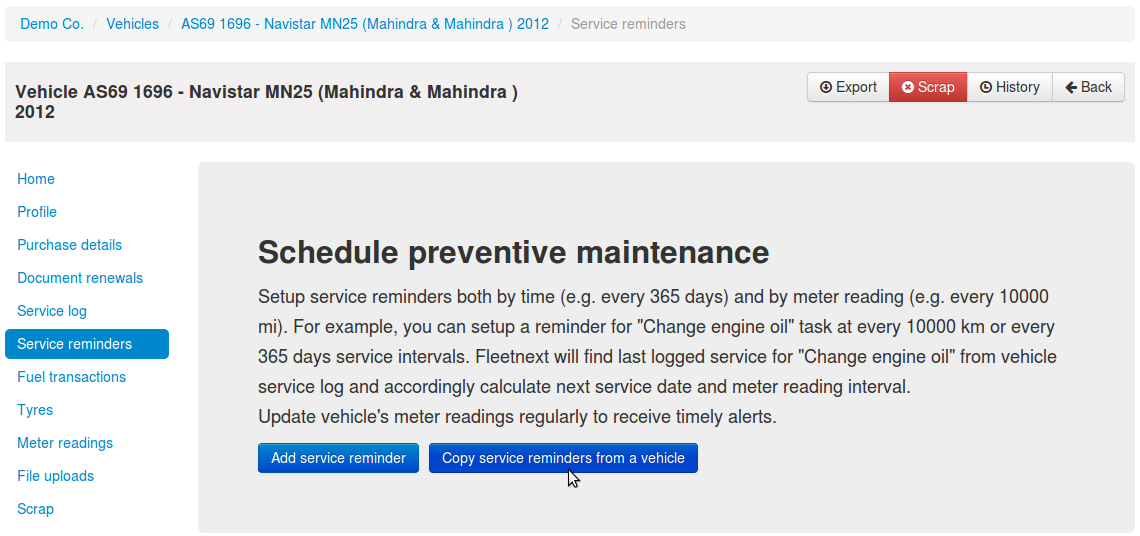 Demo Co. / Vehicles / AS69 1696 - Navistar MN25 (Mahindra & Mahindra ) 2012 / Service reminders
Vehicle AS69 1696 - Navistar MN25 (Mahindra & Mahindra )
2012
Export Scrap History Back
Home
Profile
Purchase details
Document renewals
Service log
Service reminders
Fuel transactions
Tyres
Meter readings
File uploads
Scrap
Schedule preventive maintenance
Setup service reminders both by time (e.g. every 365 days) and by meter reading (e.g. every 10000
mi). For example, you can setup a reminder for "Change engine oil" task at every 10000 km or every
365 days service intervals. Fleetnext will find last logged service for "Change engine oil" from vehicle
service log and accordingly calculate next service date and meter reading interval.
Update vehicle's meter readings regularly to receive timely alerts.
Add service reminder Copy service reminders from a vehicle